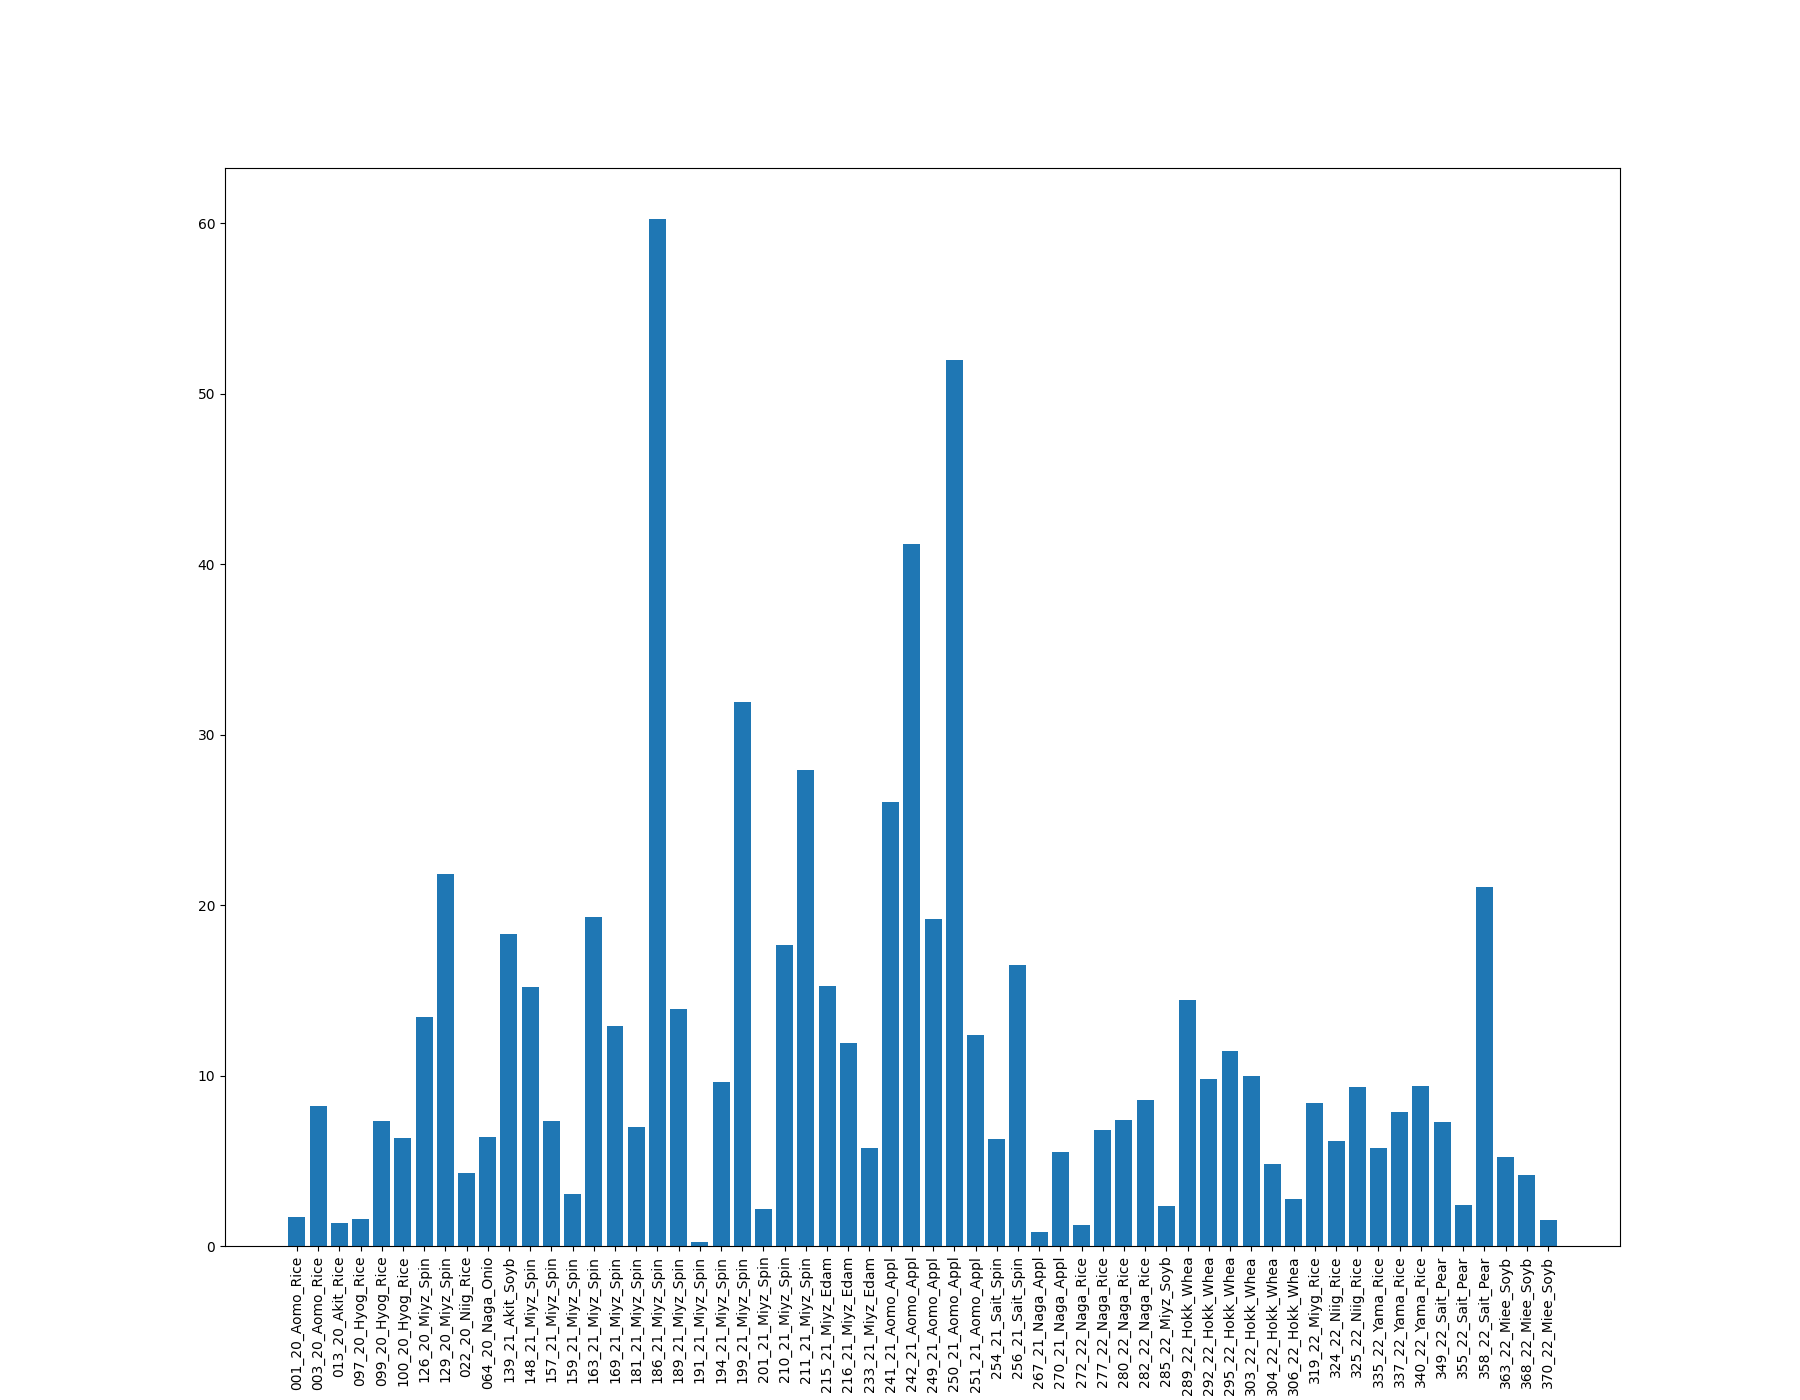 60
50
40
30
20
10
0
001_20_Aomo_Rice
003_20_Aomo_Rice
013_20_Akit_Rice
097_20_Hyog_Rice
099_20_Hyog_Rice
100_20_Hyog_Rice
126_20_Miyz_Spin
129_20_Miyz_Spin
022_20_Niig_Rice
064_20_Naga_Onio
139_21_Akit_Soyb
148_21_Miyz_Spin
157_21_Miyz_Spin
159_21_Miyz_Spin
163_21_Miyz_Spin
169_21_Miyz_Spin
181_21_Miyz_Spin
186_21_Miyz_Spin
189_21_Miyz_Spin
191_21_Miyz_Spin
194_21_Miyz_Spin
199_21_Miyz_Spin
201_21_Miyz_Spin
210_21_Miyz_Spin
211_21_Miyz_Spin
215_21_Miyz_Edam
216_21_Miyz_Edam
233_21_Miyz_Edam
241_21_Aomo_Appl
242_21_Aomo_Appl
249_21_Aomo_Appl
250_21_Aomo_Appl
251_21_Aomo_Appl
254_21_Sait_Spin
256_21_Sait_Spin
267_21_Naga_Appl
270_21_Naga_Appl
272_22_Naga_Rice
277_22_Naga_Rice
280_22_Naga_Rice
282_22_Naga_Rice
285_22_Miyz_Soyb
289_22_Hokk_Whea
292_22_Hokk_Whea
295_22_Hokk_Whea
303_22_Hokk_Whea
304_22_Hokk_Whea
306_22_Hokk_Whea
319_22_Miyg_Rice
324_22_Niig_Rice
325_22_Niig_Rice
335_22_Yama_Rice
337_22_Yama_Rice
340_22_Yama_Rice
349_22_Sait_Pear
355_22_Sait_Pear
358_22_Sait_Pear
363_22_Miee_Soyb
368_22_Miee_Soyb
370_22_Miee_Soyb